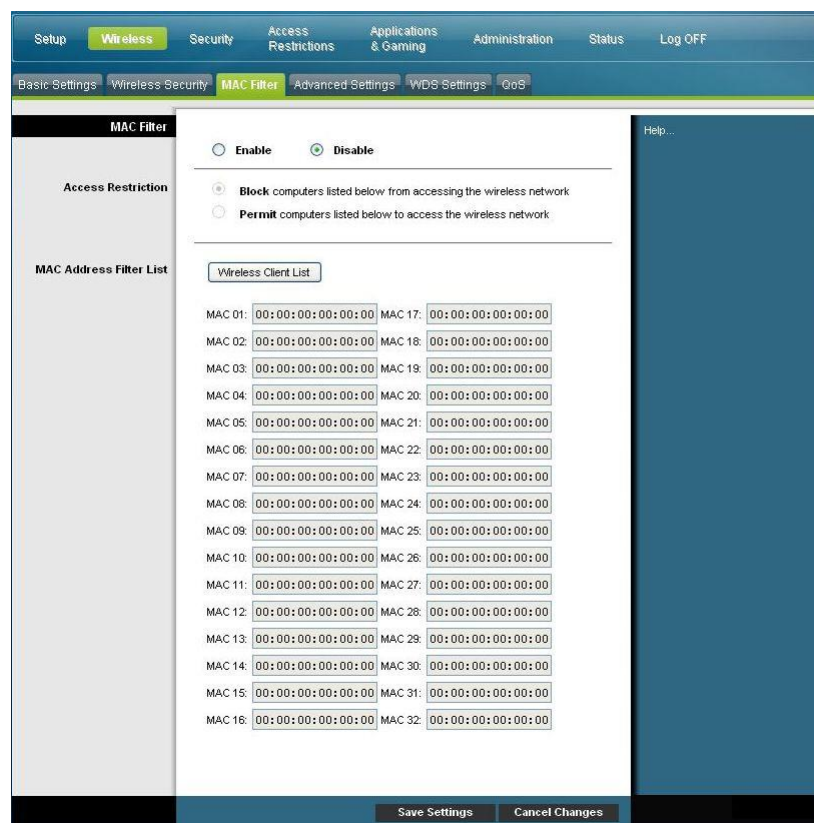 Setup Wireless Security Access Restrictions Applications & Gaming Administration Status Log OFF
Basic Settings Wireless Security MAC Filter Advanced Settings WDS Settings QoS
MAC Filter
Help...
Enable Disable
Access Restriction
Block computers listed below from accessing the wireless network
Permit computers listed below to access the wireless network
MAC Address Filter List
Wireless Client List
MAC 01: 00:00:00:00:00:00 MAC 17: 00:00:00:00:00:00
MAC 02: 00:00:00:00:00:00 MAC 18: 00:00:00:00:00:00
MAC 03: 00:00:00:00:00:00 MAC 19: 00:00:00:00:00:00
MAC 04: 00:00:00:00:00:00 MAC 20: 00:00:00:00:00:00
MAC 05: 00:00:00:00:00:00 MAC 21: 00:00:00:00:00:00
MAC 06: 00:00:00:00:00:00 MAC 22: 00:00:00:00:00:00
MAC 07: 00:00:00:00:00:00 MAC 23: 00:00:00:00:00:00
MAC 08: 00:00:00:00:00:00 MAC 24: 00:00:00:00:00:00
MAC 09: 00:00:00:00:00:00 MAC 25: 00:00:00:00:00:00
MAC 10: 00:00:00:00:00:00 MAC 26: 00:00:00:00:00:00
MAC 11: 00:00:00:00:00:00 MAC 27: 00:00:00:00:00:00
MAC 12: 00:00:00:00:00:00 MAC 28: 00:00:00:00:00:00
MAC 13: 00:00:00:00:00:00 MAC 29: 00:00:00:00:00:00
MAC 14: 00:00:00:00:00:00 MAC 30: 00:00:00:00:00:00
MAC 15: 00:00:00:00:00:00 MAC 31: 00:00:00:00:00:00
MAC 16: 00:00:00:00:00:00 MAC 32: 00:00:00:00:00:00
Save Settings Cancel Changes